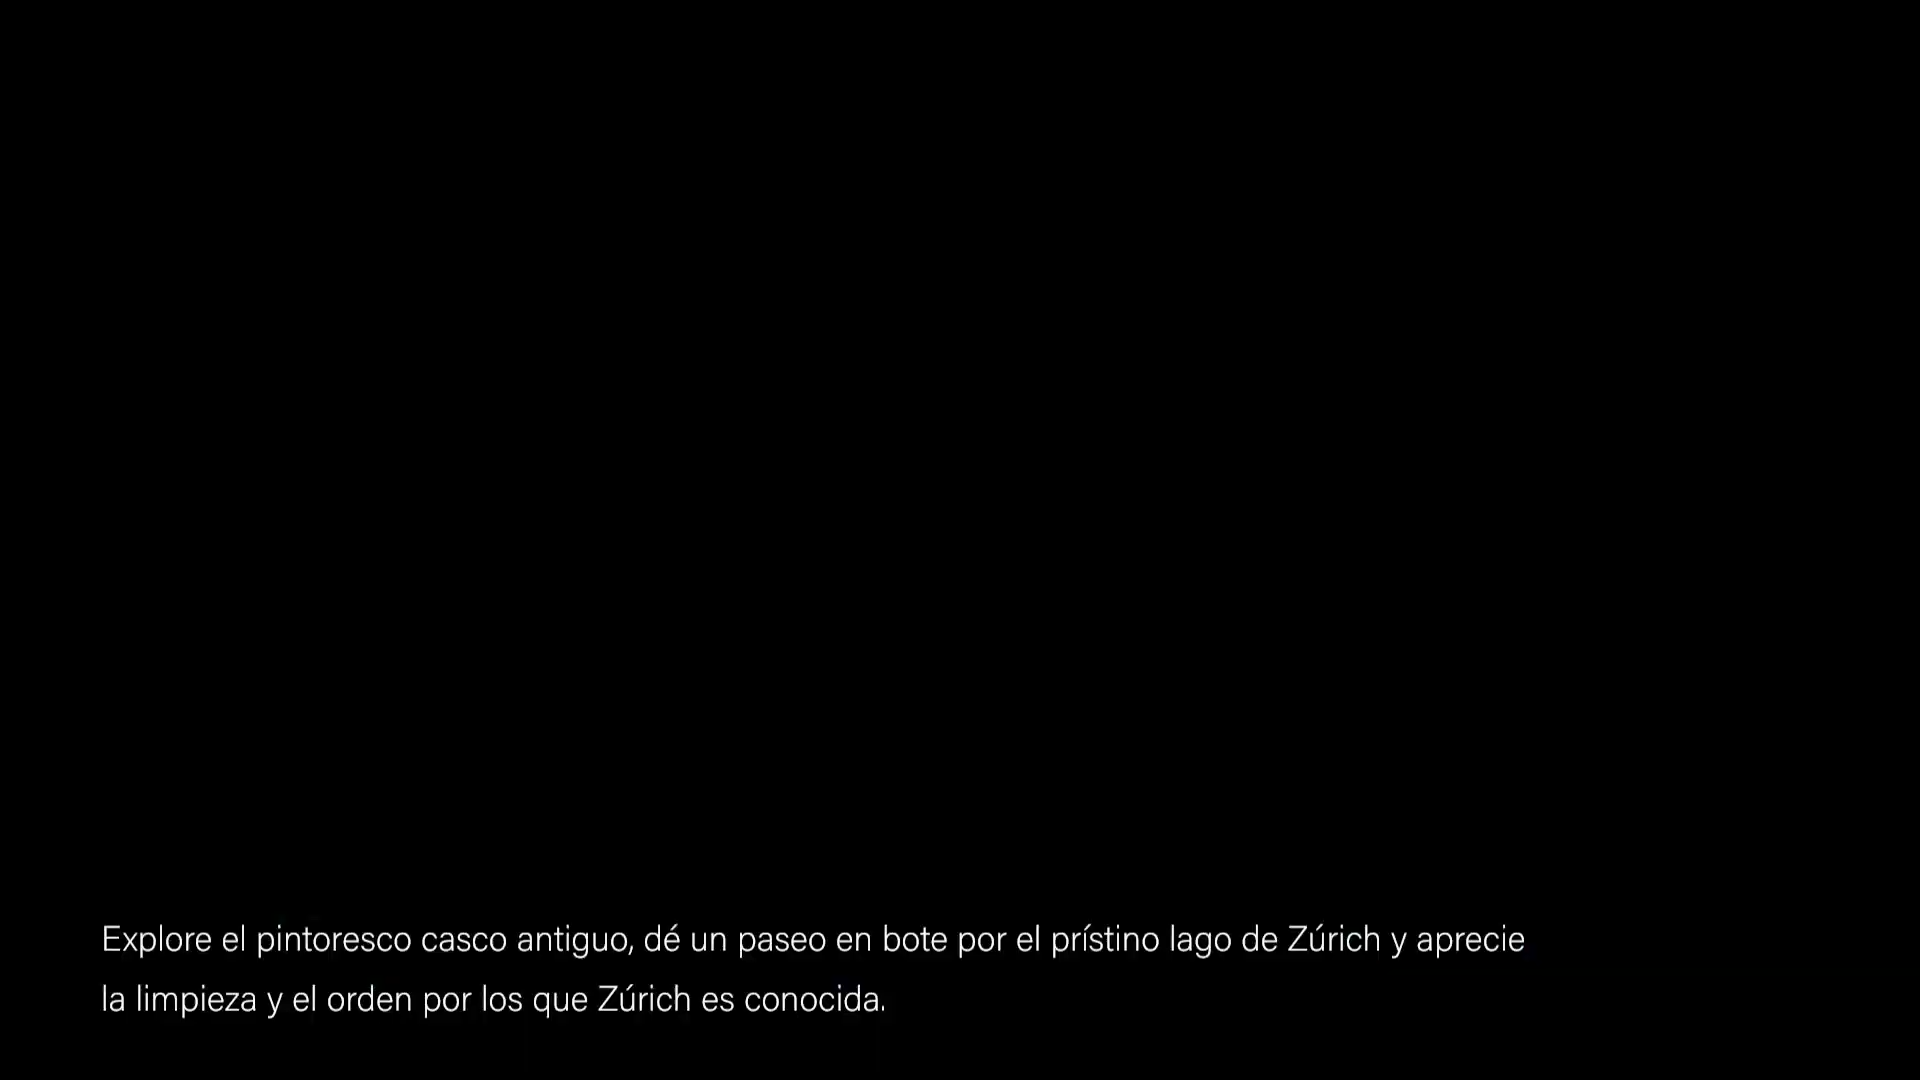 Explore el pintoresco casco antiguo, dé un paseo en bote por el prístino lago de Zúrich y aprecie
la limpieza y el orden por los que Zúrich es conocida.